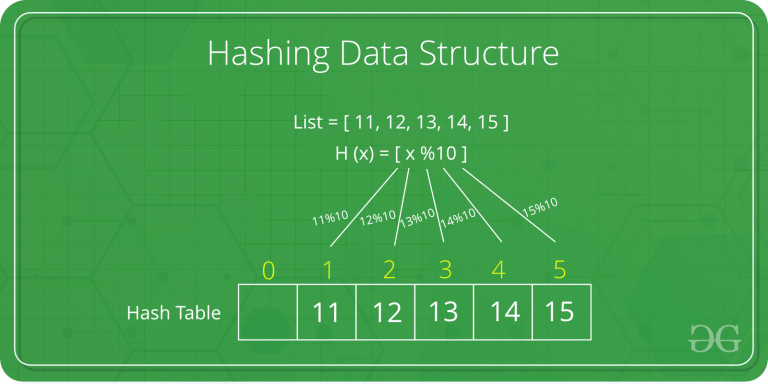 Hashing Data Structure
List = [ 11, 12, 13, 14, 15 ]
H (x) = [ x %10 ]
11%10 12%10 13%10 14%10 15%10
0 1 2 3 4 5
Hash Table 11 12 13 14 15